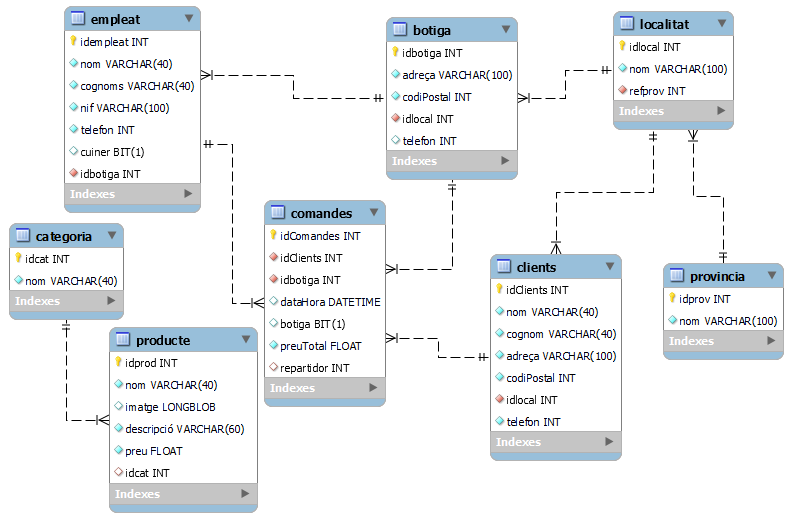 empleat
idempleat INT
nom VARCHAR(40)
cognoms VARCHAR(40)
nif VARCHAR(100)
telefon INT
cuiner BIT(1)
idbotiga INT
Indexes
botiga
idbotiga INT
adreça VARCHAR(100)
codiPostal INT
idlocal INT
telefon INT
Indexes
localitat
idlocal INT
nom VARCHAR(100)
refprov INT
Indexes
categoria
idcat INT
nom VARCHAR(40)
Indexes
comandes
idComandes INT
idClients INT
idbotiga INT
dataHora DATETIME
botiga BIT(1)
preuTotal FLOAT
repartidor INT
Indexes
clients
idClients INT
nom VARCHAR(40)
cognom VARCHAR(40)
adreça VARCHAR(100)
codiPostal INT
idlocal INT
telefon INT
Indexes
provincia
idprov INT
nom VARCHAR(100)
Indexes
producte
idprod INT
nom VARCHAR(40)
imatge LONGBLOB
descripció VARCHAR(60)
preu FLOAT
idcat INT
Indexes